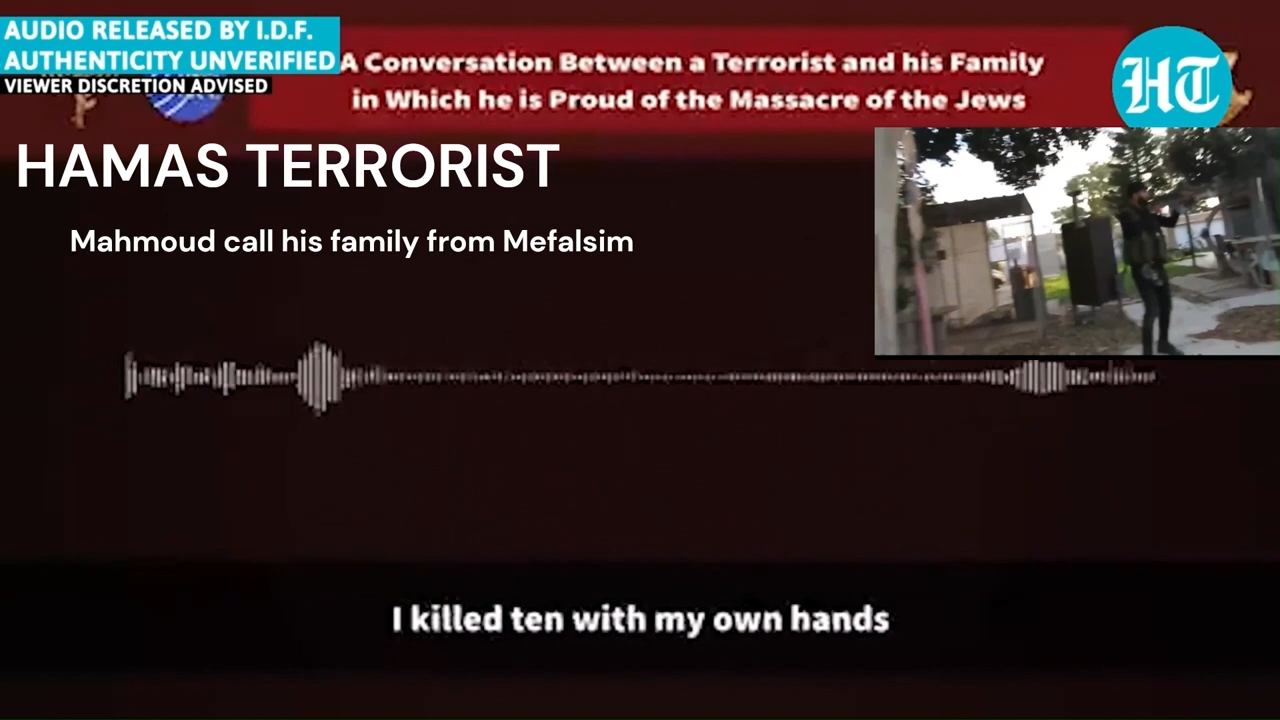 AUDIO RELEASED BY I.D.F.
AUTHENTICITY UNVERIFIED
VIEWER DISCRETION ADVISED
A Conversation Between a Terrorist and his Family
in Which he is Proud of the Massacre of the Jews
HT
HAMAS TERRORIST
Mahmoud call his family from Mefalsim
I killed ten with my own hands